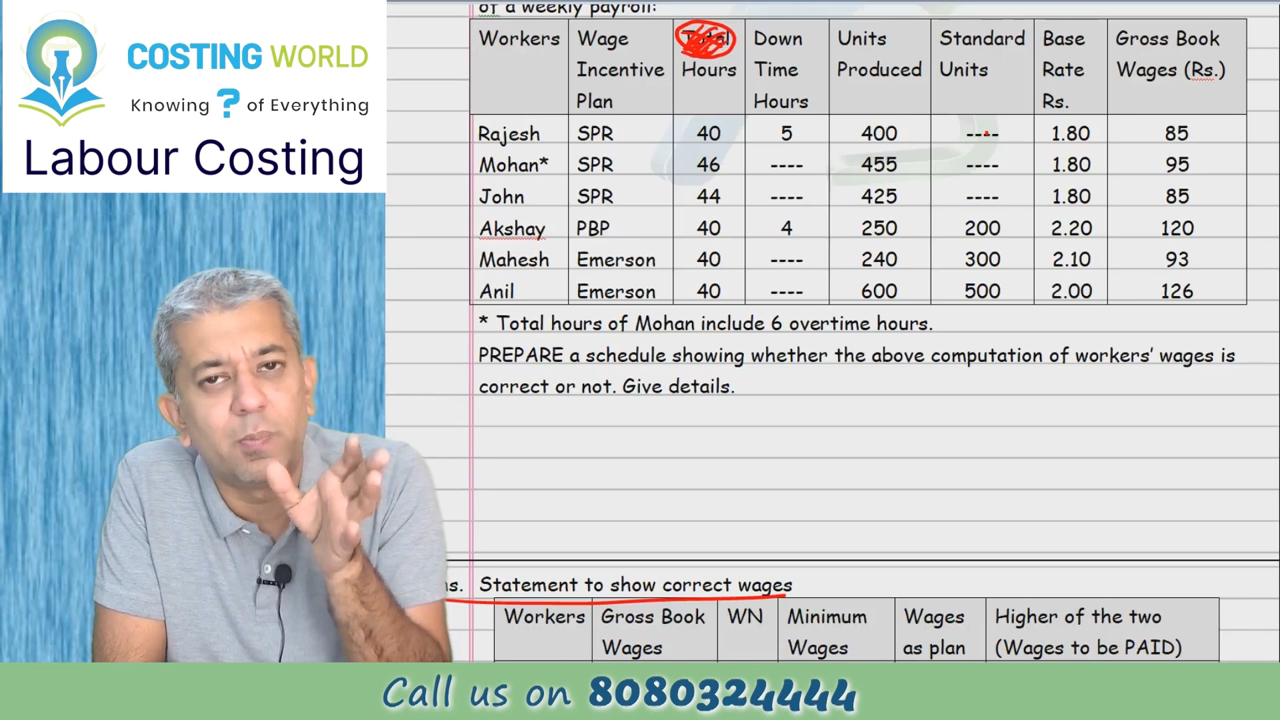 COSTING WORLD
Knowing ? of Everything
Labour Costing
of a weekly payroll:
Workers Wage Incentive Plan Total Hours Down Time Hours Units Produced Standard Units Base Rate Rs. Gross Book Wages (Rs.)
Rajesh SPR 40 5 400 ---- 1.80 85
Mohan* SPR 46 ---- 455 ---- 1.80 95
John SPR 44 ---- 425 ---- 1.80 85
Akshay PBP 40 4 250 200 2.20 120
Mahesh Emerson 40 ---- 240 300 2.10 93
Anil Emerson 40 ---- 600 500 2.00 126
* Total hours of Mohan include 6 overtime hours.
PREPARE a schedule showing whether the above computation of workers' wages is
correct or not. Give details.
ns. Statement to show correct wages
Workers Gross Book Wages WN Minimum Wages Wages as plan Higher of the two (Wages to be PAID)
Call us on 8080324444